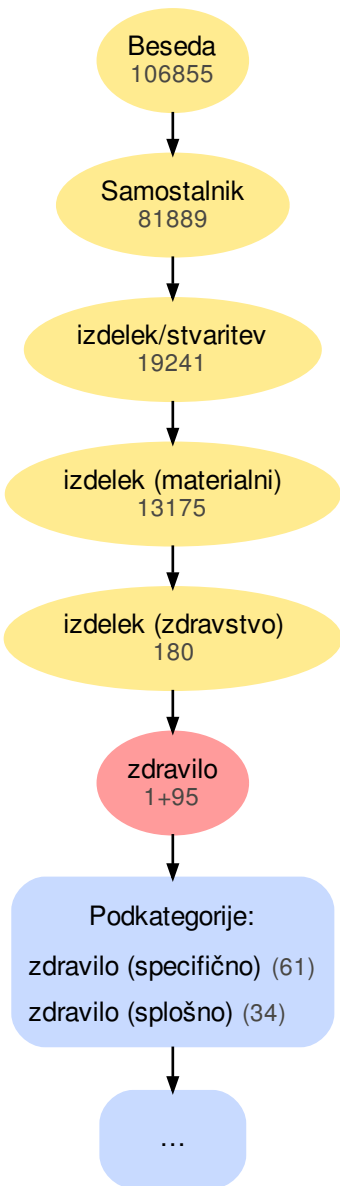 Beseda
106855
Samostalnik
81889
izdelek/stvaritev
19241
izdelek (materialni)
13175
izdelek (zdravstvo)
180
zdravilo
1+95
Podkategorije:
zdravilo (specifično) (61)
zdravilo (splošno) (34)
...